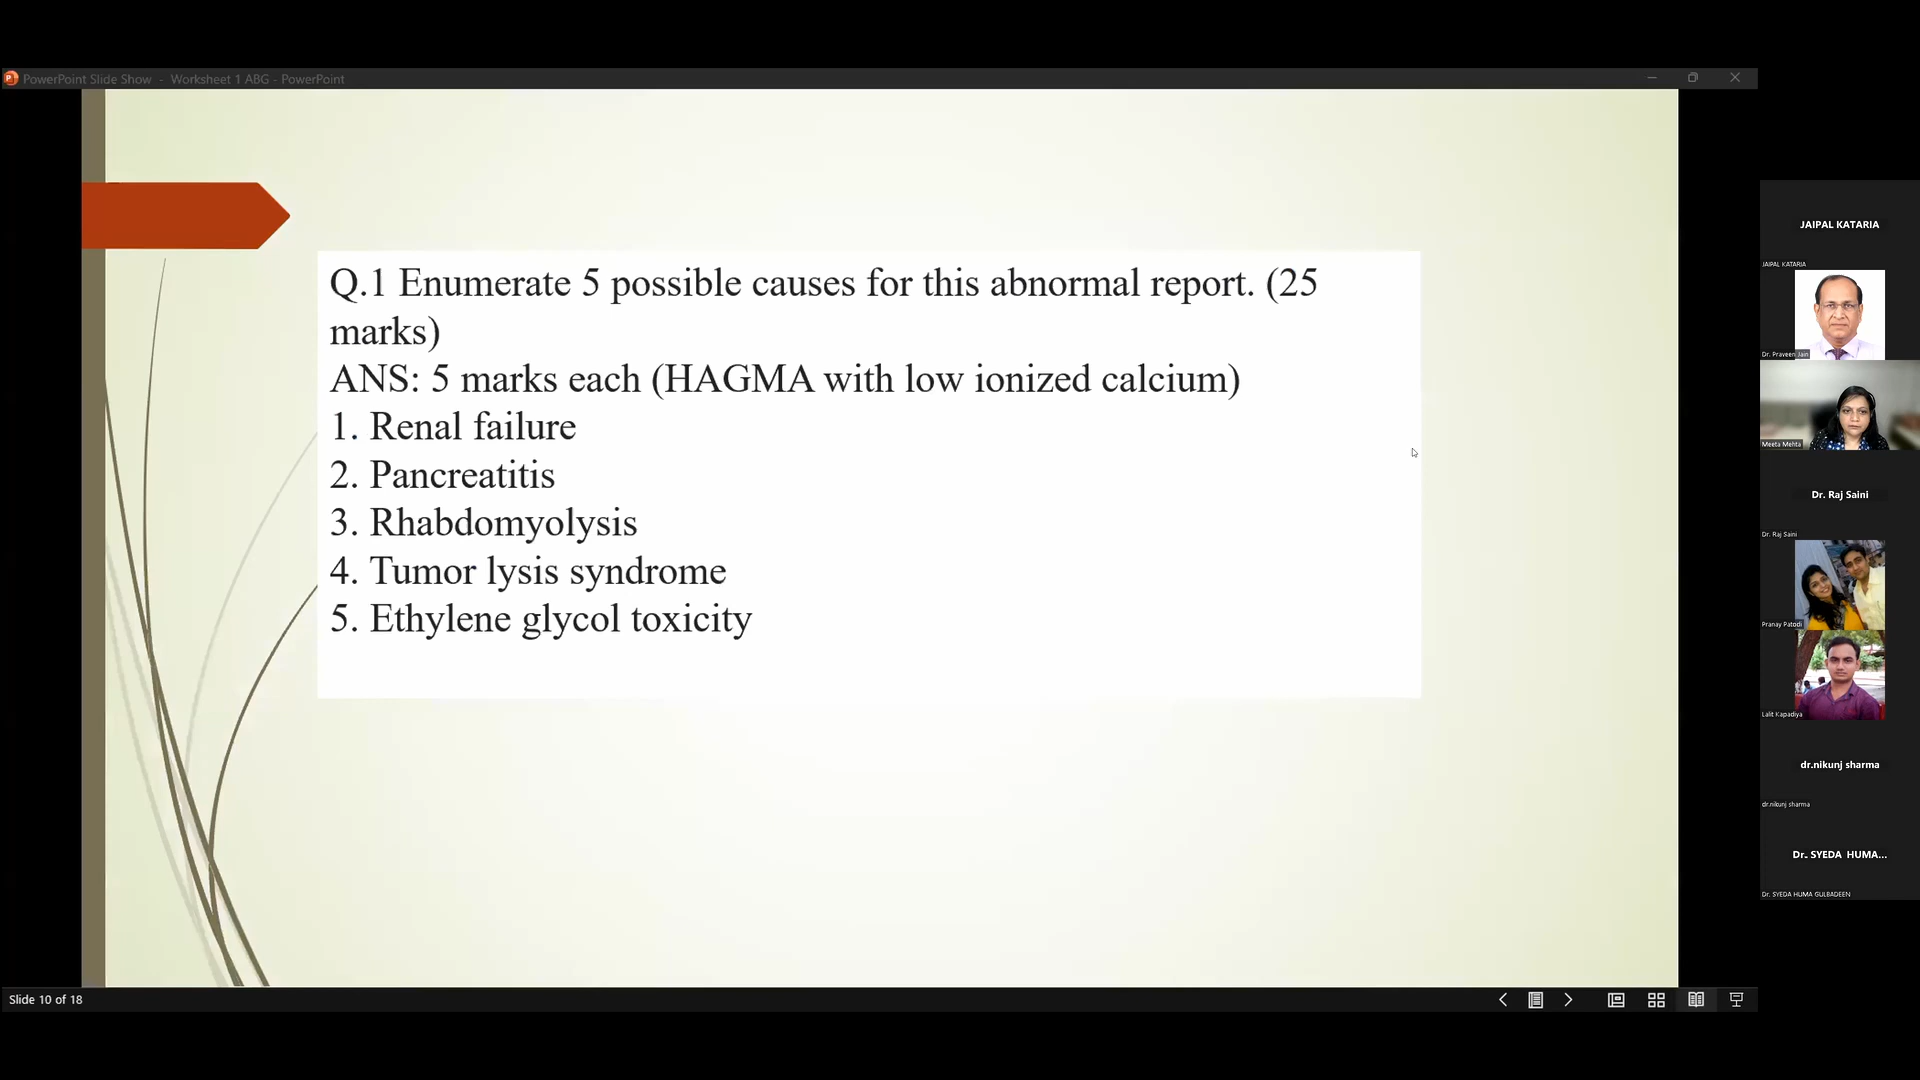 PowerPoint Slide Show - Worksheet 1 ABG - PowerPoint
Q.1 Enumerate 5 possible causes for this abnormal report. (25
marks)
ANS: 5 marks each (HAGMA with low ionized calcium)
1. Renal failure
2. Pancreatitis
3. Rhabdomyolysis
4. Tumor lysis syndrome
5. Ethylene glycol toxicity
Slide 10 of 18
JAIPAL KATARIA
JAIPAL KATARIA
Dr. Praveen Jain
Meeta Mehta
Dr. Raj Saini
Dr. Raj Saini
Pranay Patodi
Lalit Kapadiya
dr.nikunj sharma
dr.nikunj sharma
Dr. SYEDA HUMA...
Dr. SYEDA HUMA GULBADEEN